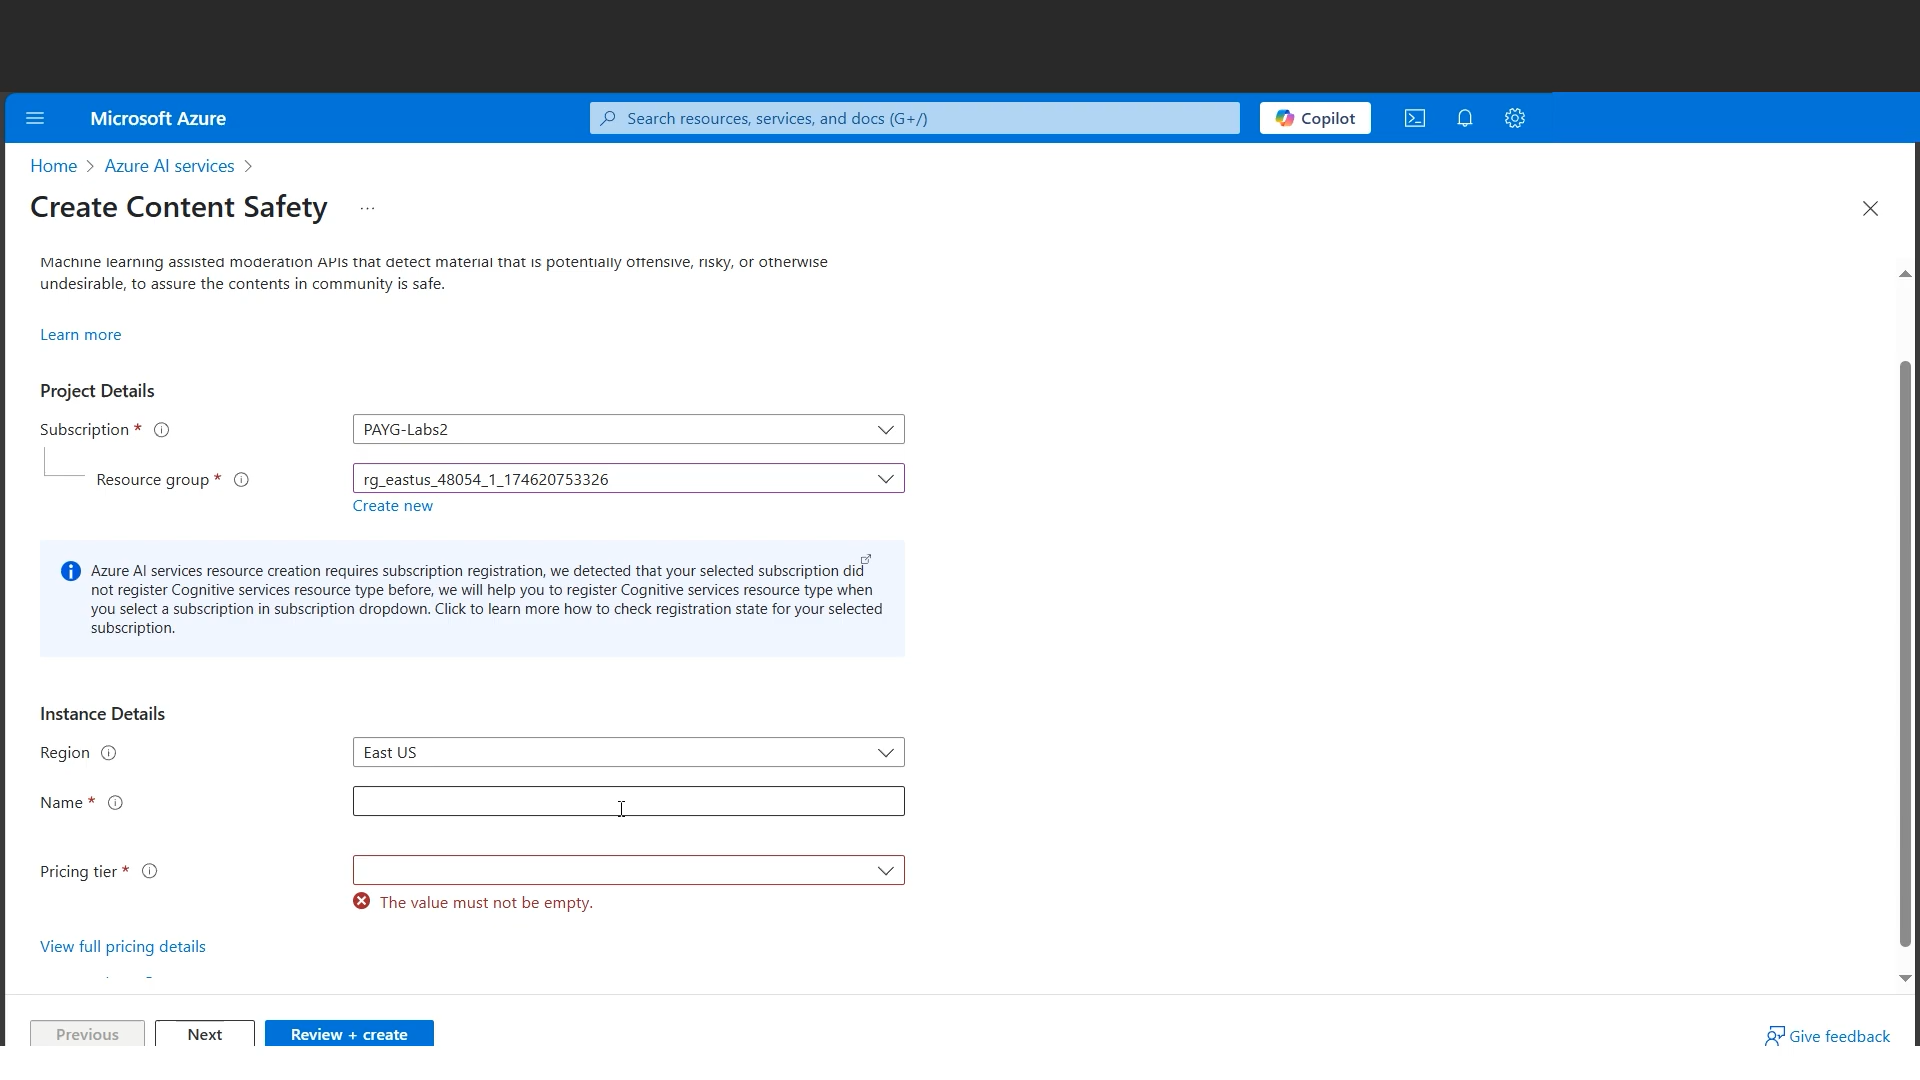 Microsoft Azure
Search resources, services, and docs (G+/)
Copilot
Home > Azure AI services >
Create Content Safety ...
Machine learning assisted moderation APIs that detect material that is potentially offensive, risky, or otherwise
undesirable, to assure the contents in community is safe.
Learn more
Project Details
Subscription *
PAYG-Labs2
Resource group *
rg_eastus_48054_1_174620753326
Create new
Azure AI services resource creation requires subscription registration, we detected that your selected subscription did
not register Cognitive services resource type before, we will help you to register Cognitive services resource type when
you select a subscription in subscription dropdown. Click to learn more how to check registration state for your selected
subscription.
Instance Details
Region
East US
Name *
Pricing tier *
The value must not be empty.
View full pricing details
Previous
Next
Review + create
Give feedback